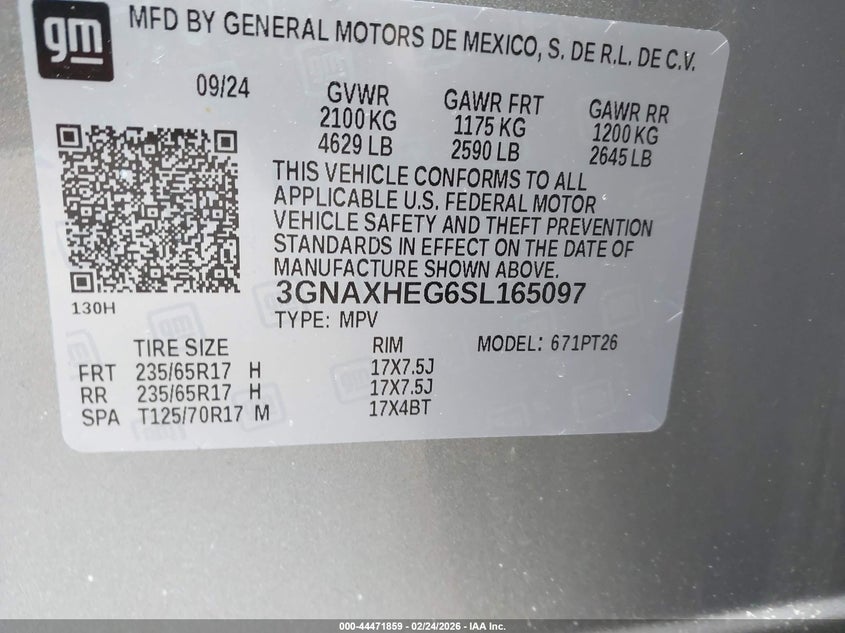 gm
MFD BY GENERAL MOTORS DE MEXICO, S. DE R.L. DE C.V.
09/24 GVWR GAWR FRT GAWR RR
2100 KG 1175 KG 1200 KG
4629 LB 2590 LB 2645 LB
THIS VEHICLE CONFORMS TO ALL
APPLICABLE U.S. FEDERAL MOTOR
VEHICLE SAFETY AND THEFT PREVENTION
STANDARDS IN EFFECT ON THE DATE OF
MANUFACTURE SHOWN ABOVE.
130H 3GNAXHEG6SL165097
TYPE: MPV
TIRE SIZE RIM MODEL: 671PT26
FRT 235/65R17 H 17X7.5J
RR 235/65R17 H 17X7.5J
SPA T125/70R17 M 17X4BT
000-44471859 - 02/24/2026 - IAA Inc.